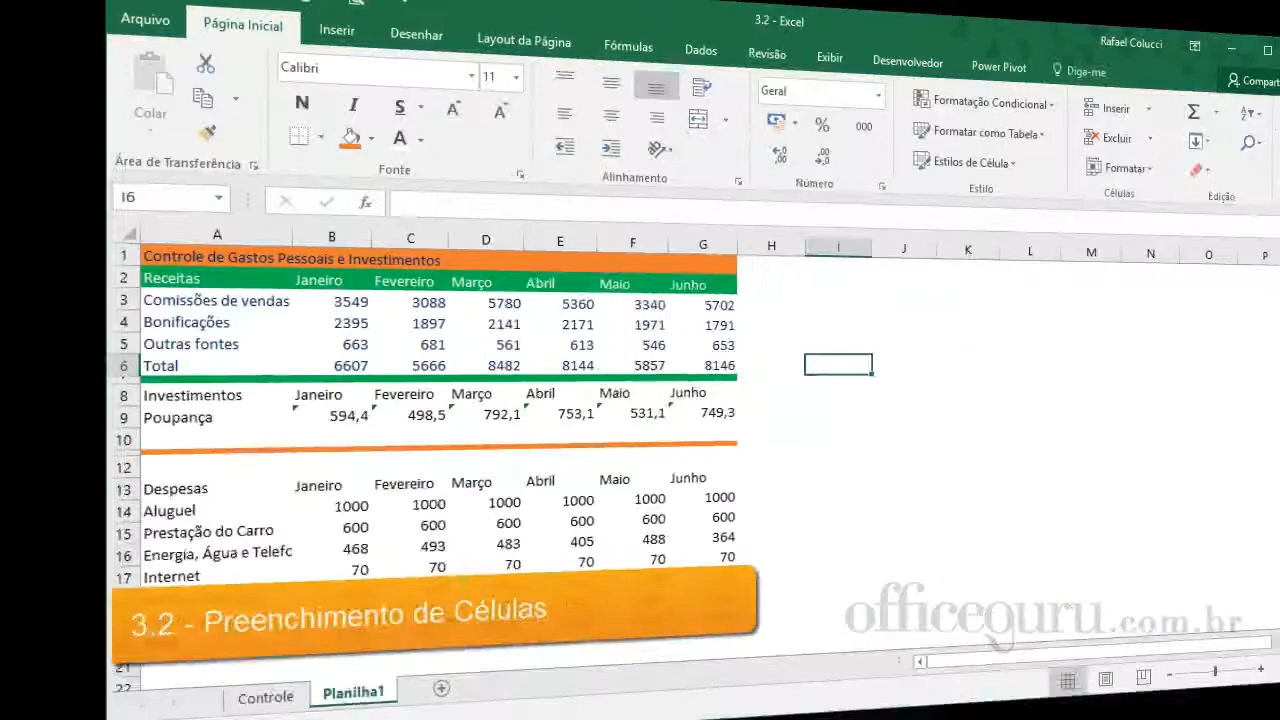 3.2 - Excel
Rafael Colucci
Arquivo
Página Inicial
Inserir
Desenhar
Layout da Página
Fórmulas
Dados
Revisão
Exibir
Desenvolvedor
Power Pivot
Diga-me
Compart
Colar
Área de Transferência
Calibri
11
N I S
A A A
Fonte
Alinhamento
Geral
% 000
Número
Formatação Condicional
Formatar como Tabela
Estilos de Célula
Estilo
Inserir
Excluir
Formatar
Células
Σ
Edição
I6
fx
A B C D E F G H I J K L M N O P
1 Controle de Gastos Pessoais e Investimentos
2 Receitas Janeiro Fevereiro Março Abril Maio Junho
3 Comissões de vendas 3549 3088 5780 5360 3340 5702
4 Bonificações 2395 1897 2141 2171 1971 1791
5 Outras fontes 663 681 561 613 546 653
6 Total 6607 5666 8482 8144 5857 8146
8 Investimentos Janeiro Fevereiro Março Abril Maio Junho
9 Poupança 594,4 498,5 792,1 753,1 531,1 749,3
10
12
13 Despesas Janeiro Fevereiro Março Abril Maio Junho
14 Aluguel 1000 1000 1000 1000 1000 1000
15 Prestação do Carro 600 600 600 600 600 600
16 Energia, Água e Telefc 468 493 483 405 488 364
17 Internet 70 70 70 70 70 70
3.2 - Preenchimento de Células
officeguru.com.br
21
22
Controle
Planilha1